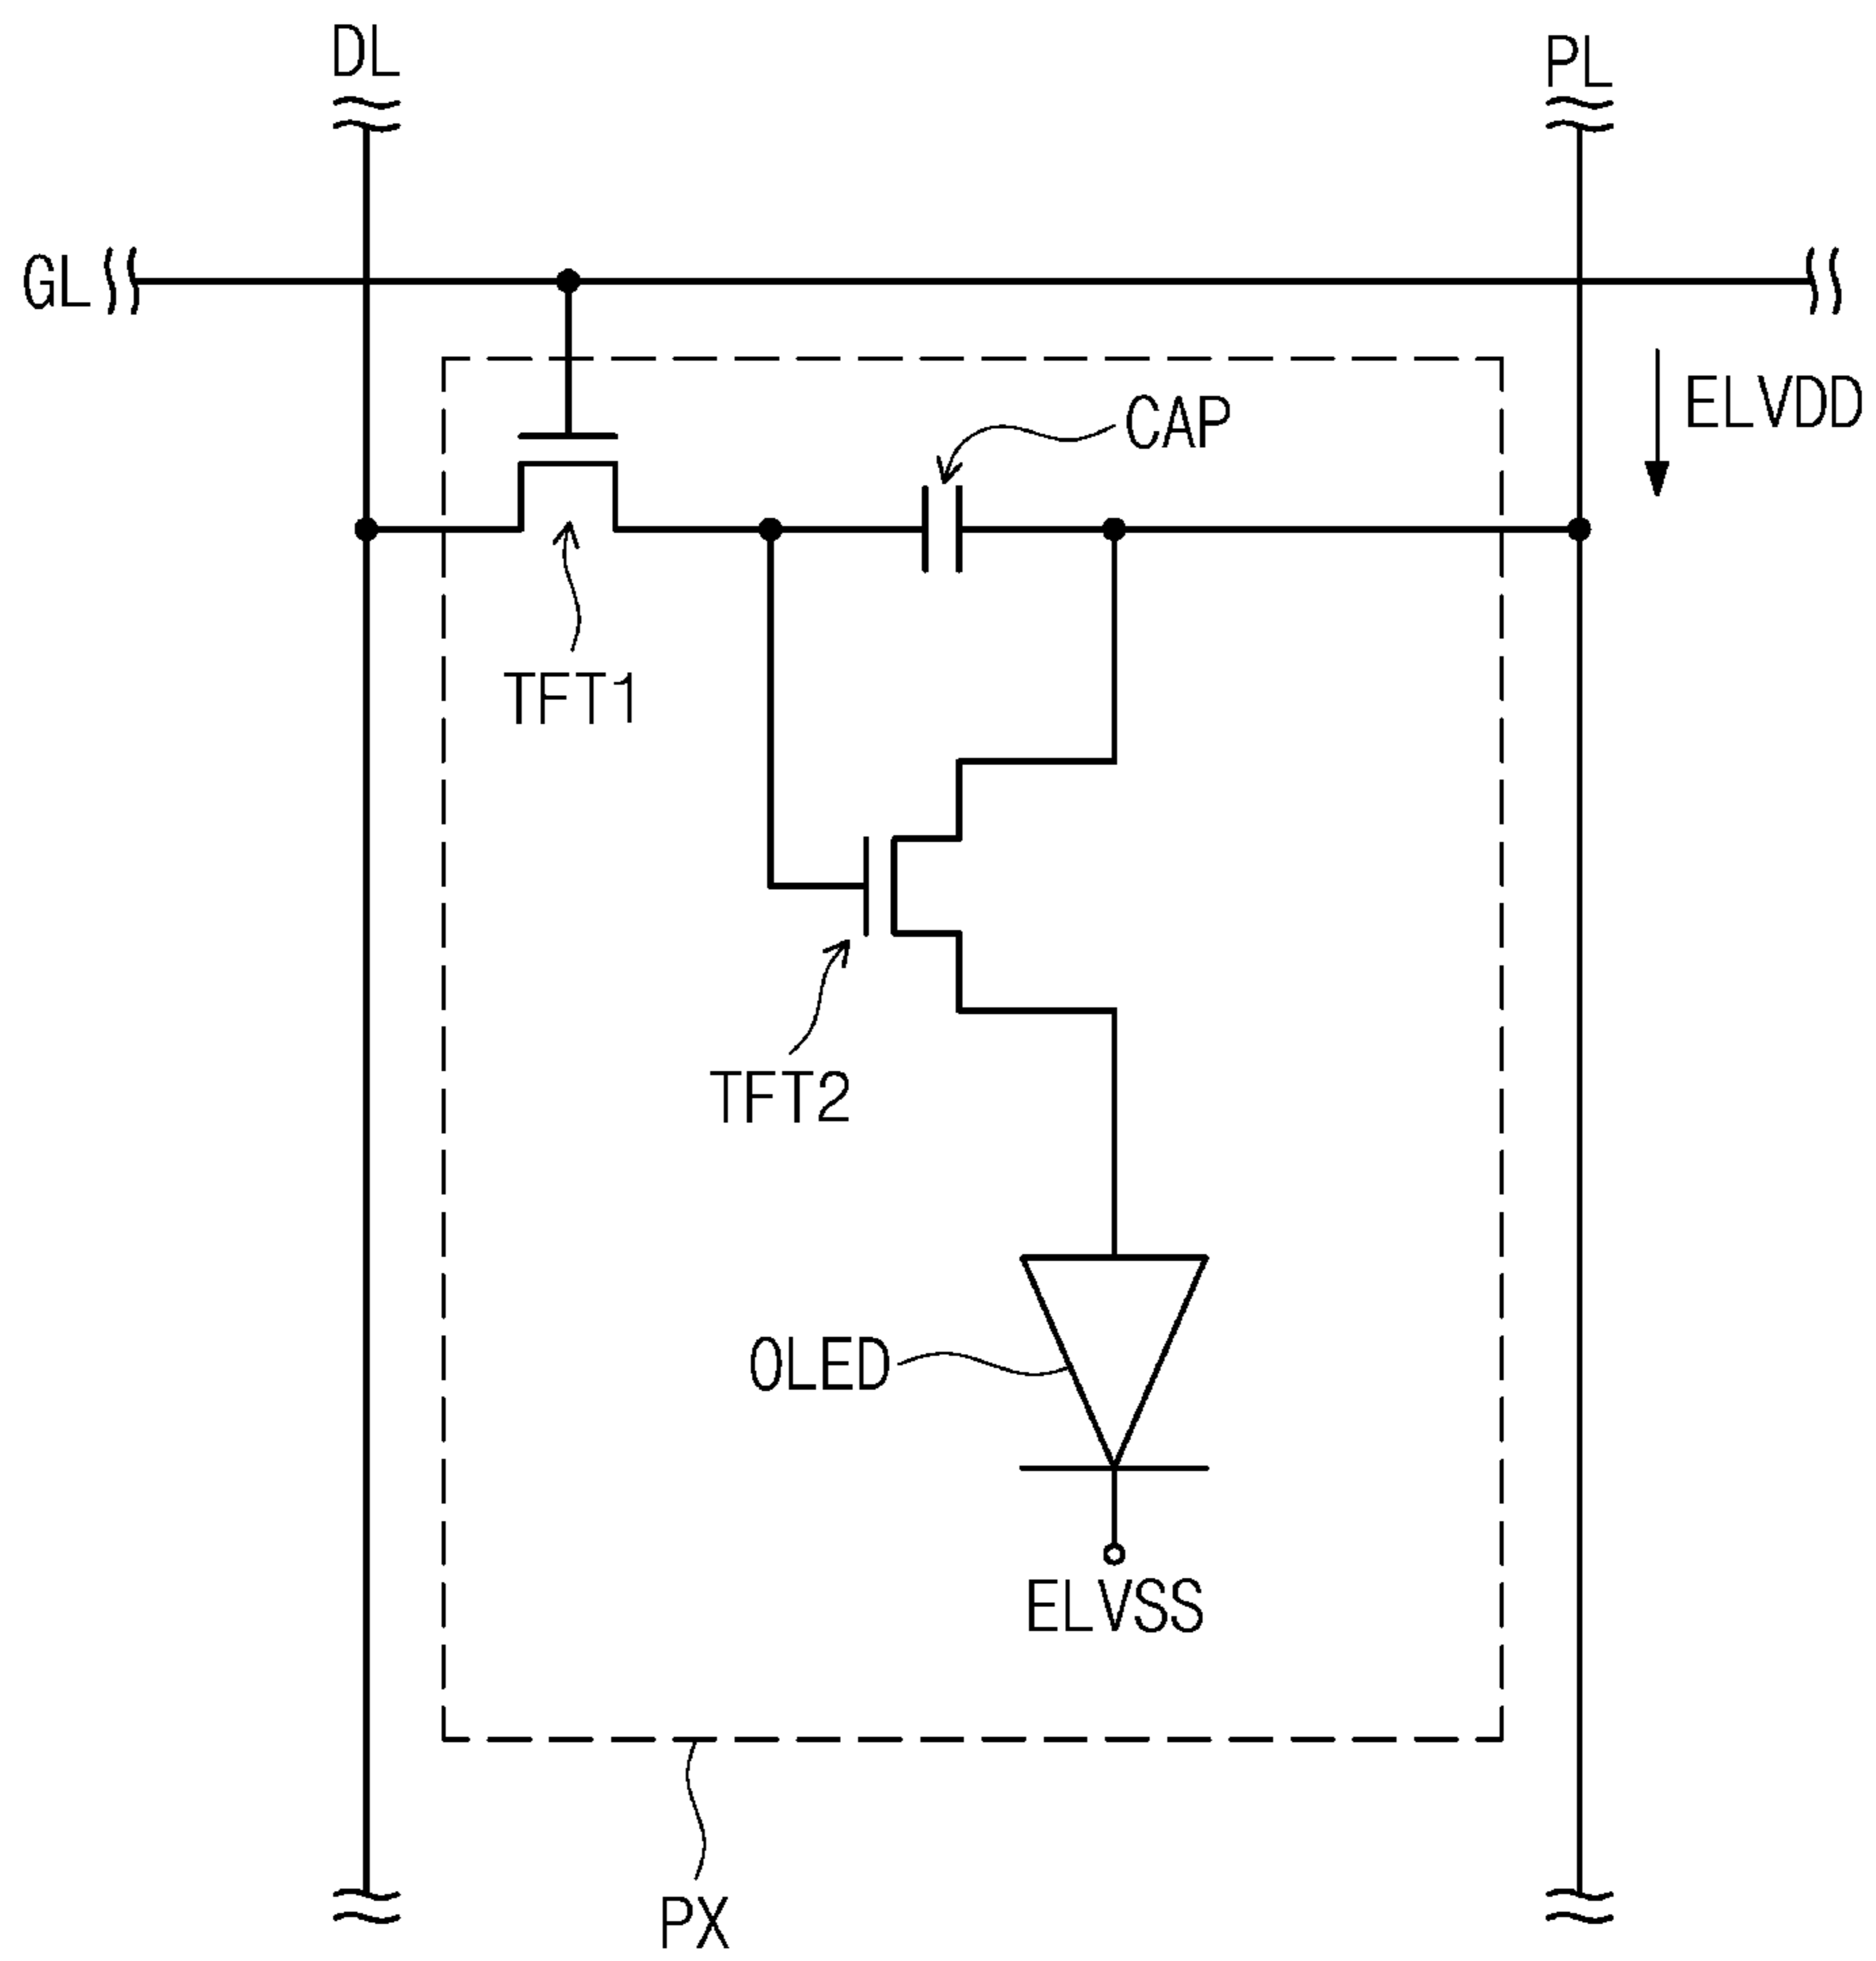 DL
PL
GL
ELVDD
CAP
TFT1
TFT2
OLED
ELVSS
PX